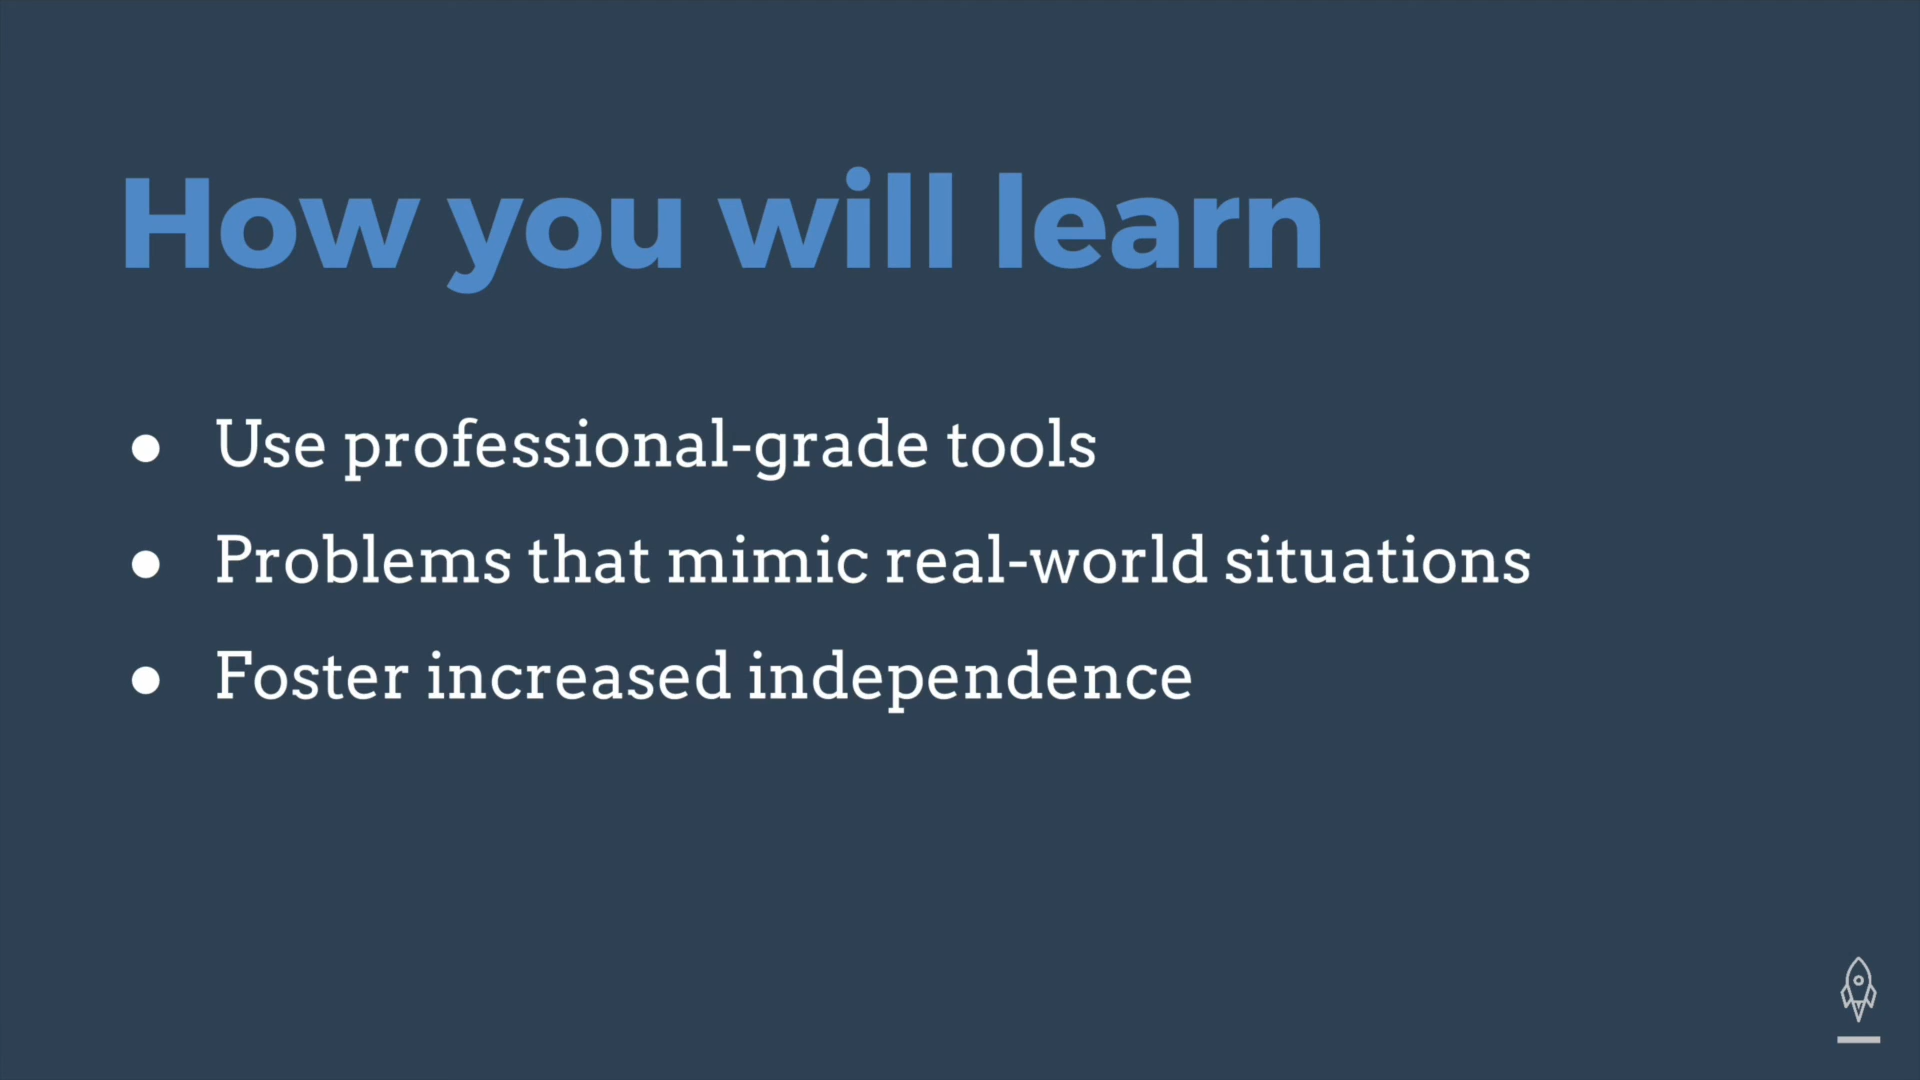 How you will learn
● Use professional-grade tools
● Problems that mimic real-world situations
● Foster increased independence